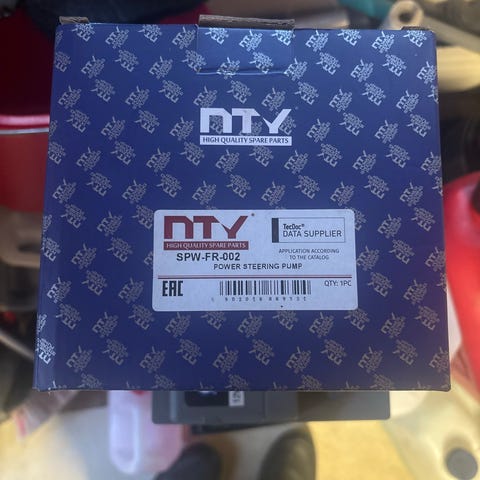 nty
HIGH QUALITY SPARE PARTS
nty
HIGH QUALITY SPARE PARTS
TecDoc®
DATA SUPPLIER
SPW-FR-002
APPLICATION ACCORDING
TO THE CATALOG
POWER STEERING PUMP
EAC
QTY: 1PC